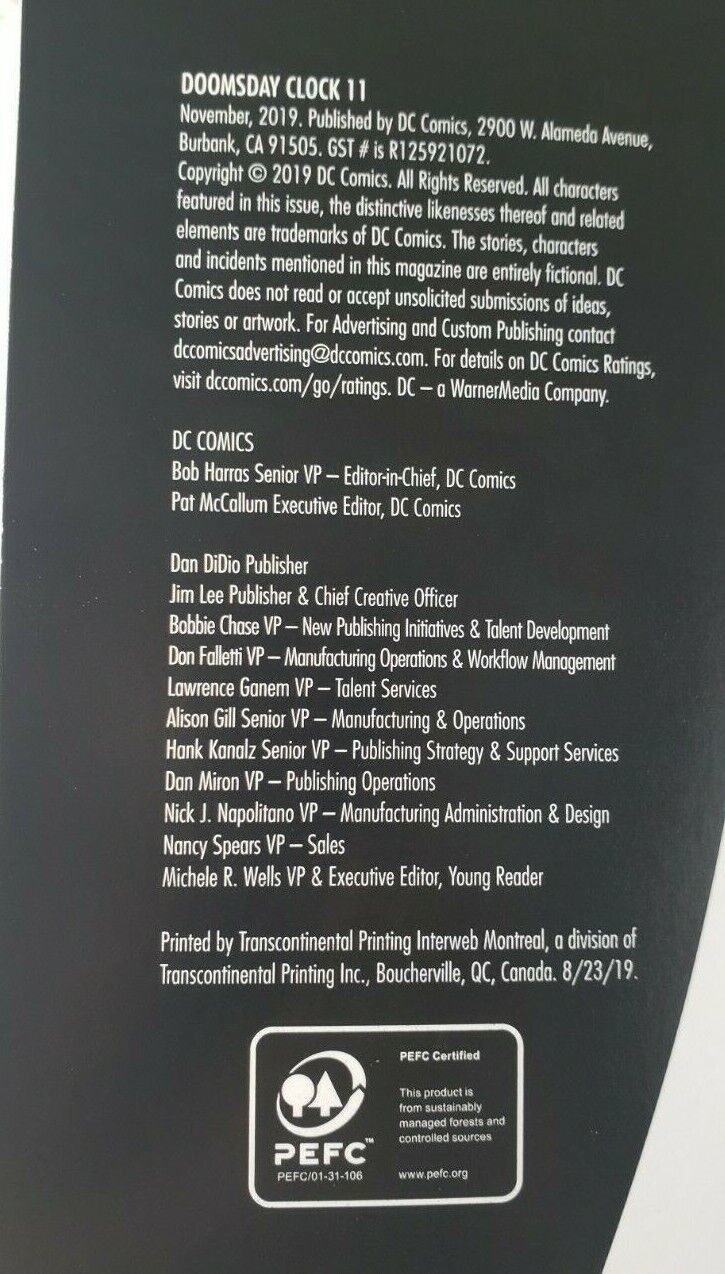 DOOMSDAY CLOCK 11
November, 2019. Published by DC Comics, 2900 W. Alameda Avenue,
Burbank, CA 91505. GST # is R125921072.
Copyright © 2019 DC Comics. All Rights Reserved. All characters
featured in this issue, the distinctive likenesses thereof and related
elements are trademarks of DC Comics. The stories, characters
and incidents mentioned in this magazine are entirely fictional. DC
Comics does not read or accept unsolicited submissions of ideas,
stories or artwork. For Advertising and Custom Publishing contact
dccomicsadvertising@dccomics.com. For details on DC Comics Ratings,
visit dccomics.com/go/ratings. DC – a WarnerMedia Company.
DC COMICS
Bob Harras Senior VP – Editor-in-Chief, DC Comics
Pat McCallum Executive Editor, DC Comics
Dan DiDio Publisher
Jim Lee Publisher & Chief Creative Officer
Bobbie Chase VP – New Publishing Initiatives & Talent Development
Don Falletti VP – Manufacturing Operations & Workflow Management
Lawrence Ganem VP – Talent Services
Alison Gill Senior VP – Manufacturing & Operations
Hank Kanalz Senior VP – Publishing Strategy & Support Services
Dan Miron VP – Publishing Operations
Nick J. Napolitano VP – Manufacturing Administration & Design
Nancy Spears VP – Sales
Michele R. Wells VP & Executive Editor, Young Reader
Printed by Transcontinental Printing Interweb Montreal, a division of
Transcontinental Printing Inc., Boucherville, QC, Canada. 8/23/19.
PEFC™
PEFC/01-31-106
PEFC Certified
This product is
from sustainably
managed forests and
controlled sources
www.pefc.org